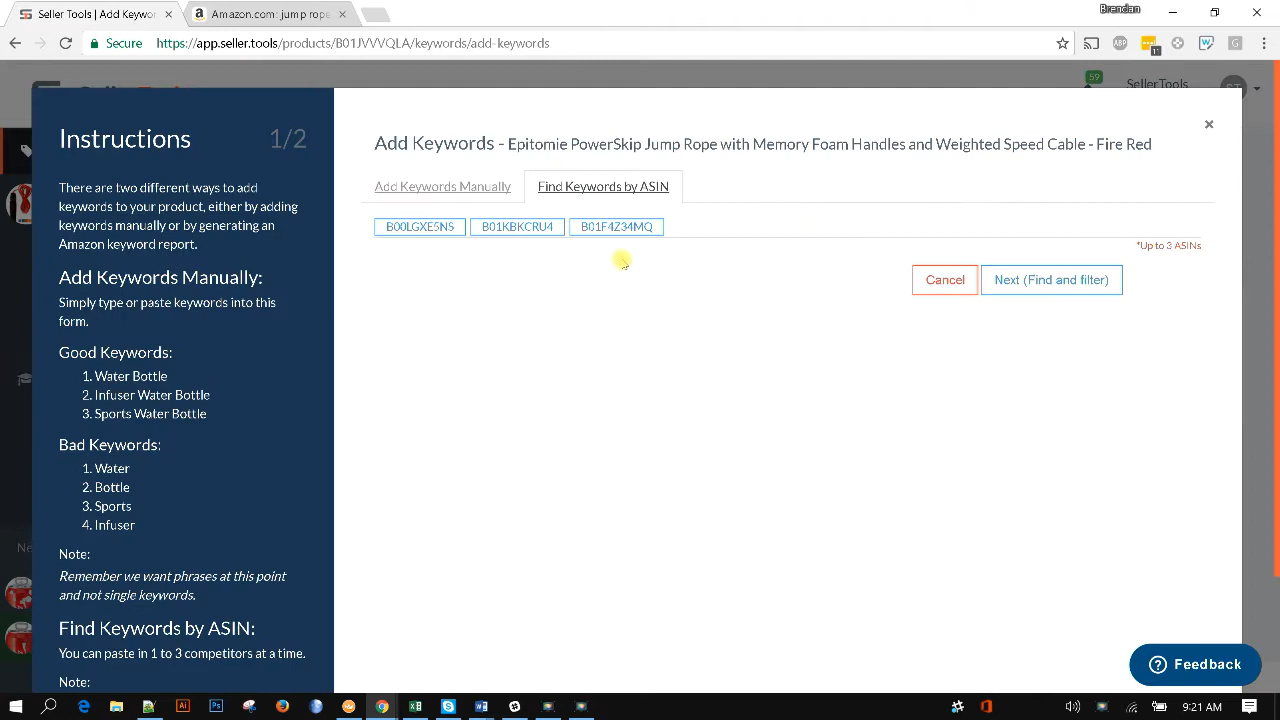 Seller Tools | Add Keywor
Amazon.com: jump rope
Brendan
Secure
https://app.seller.tools/products/B01JVVVQLA/keywords/add-keywords
ABP
11
G
59
SellerTools
Instructions
1/2
There are two different ways to add
keywords to your product, either by adding
keywords manually or by generating an
Amazon keyword report.
Add Keywords Manually:
Simply type or paste keywords into this
form.
Good Keywords:
1. Water Bottle
2. Infuser Water Bottle
3. Sports Water Bottle
Bad Keywords:
1. Water
2. Bottle
3. Sports
4. Infuser
Note:
Remember we want phrases at this point
and not single keywords.
Find Keywords by ASIN:
You can paste in 1 to 3 competitors at a time.
Note:
Add Keywords - Epitomie PowerSkip Jump Rope with Memory Foam Handles and Weighted Speed Cable - Fire Red
Add Keywords Manually
Find Keywords by ASIN
B00LGXE5NS
B01KBKCRU4
B01F4Z34MQ
*Up to 3 ASINs
Cancel
Next (Find and filter)
Feedback
9:21 AM